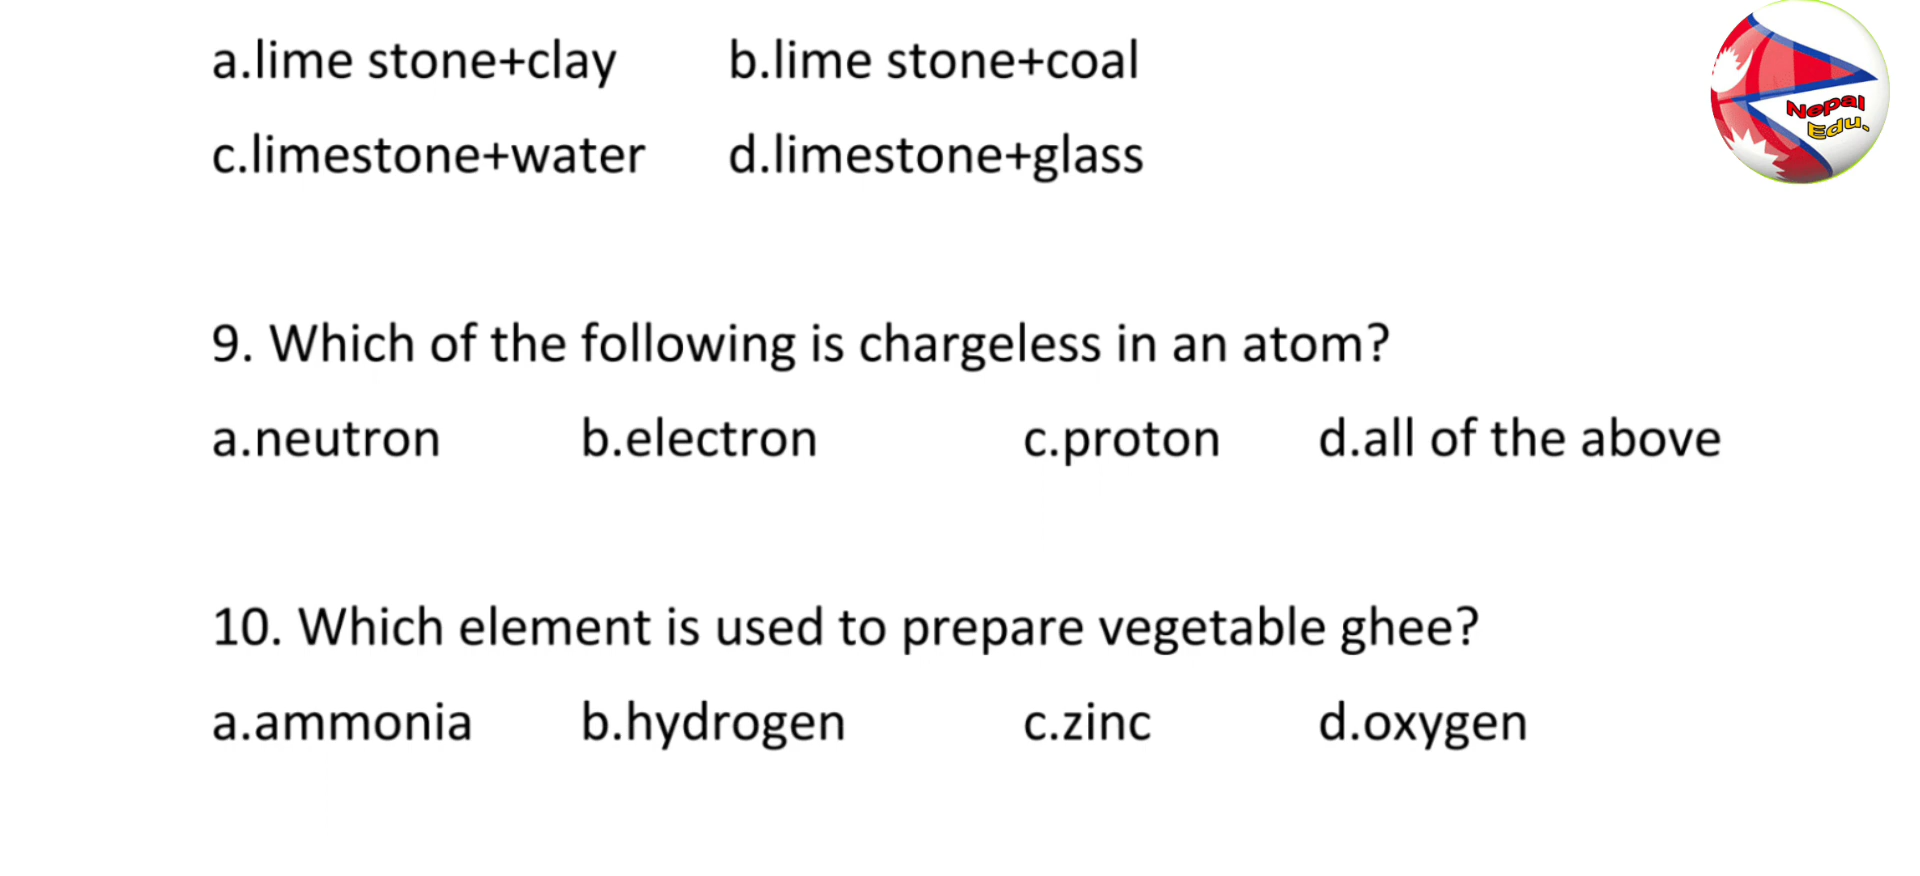 a.lime stone+clay b.lime stone+coal
c.limestone+water d.limestone+glass
Nepal
Edu.
9. Which of the following is chargeless in an atom?
a.neutron b.electron c.proton d.all of the above
10. Which element is used to prepare vegetable ghee?
a.ammonia b.hydrogen c.zinc d.oxygen